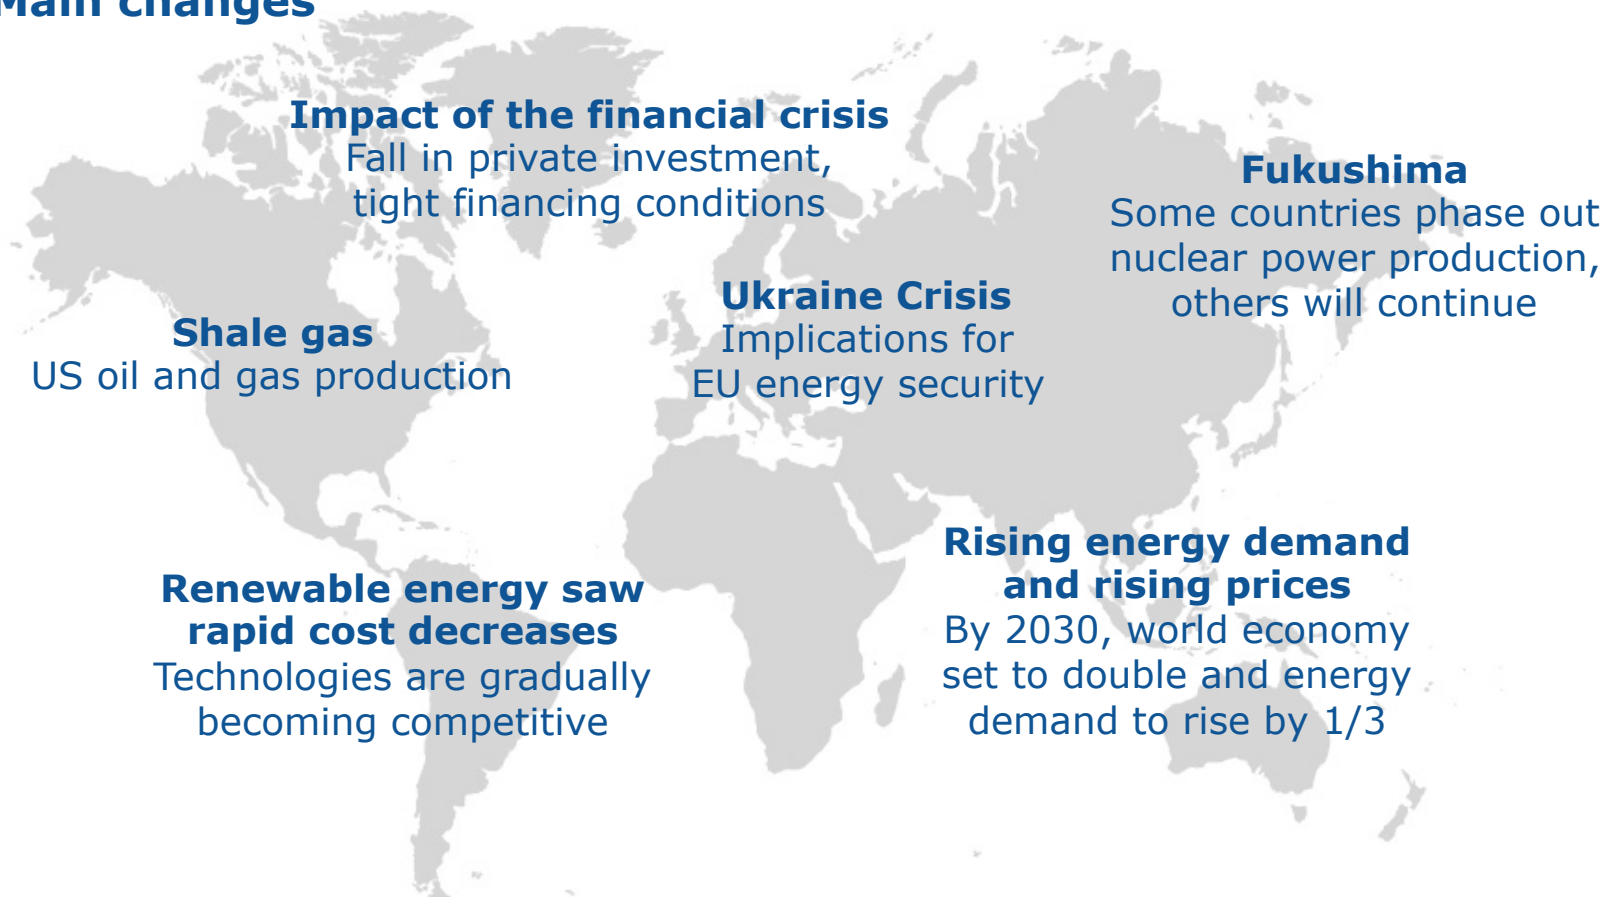 Main changes
Impact of the financial crisis
Fall in private investment,
tight financing conditions
Fukushima
Some countries phase out
nuclear power production,
others will continue
Ukraine Crisis
Implications for
EU energy security
Shale gas
US oil and gas production
Rising energy demand
and rising prices
By 2030, world economy
set to double and energy
demand to rise by 1/3
Renewable energy saw
rapid cost decreases
Technologies are gradually
becoming competitive